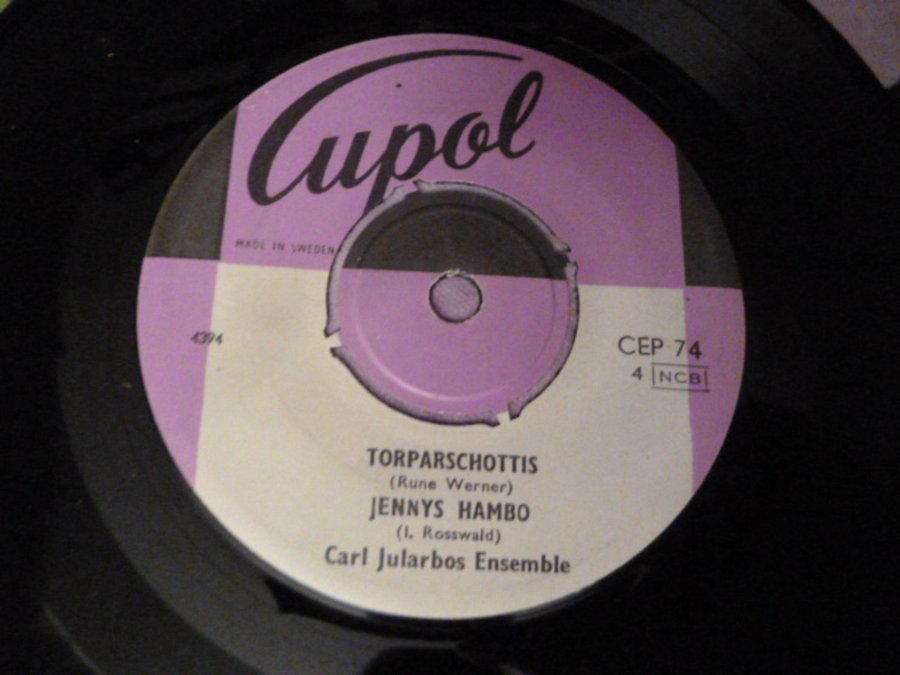 Cupol
MADE IN SWEDEN
4394
CEP 74
4 NCB
TORPARSCHOTTIS
(Rune Werner)
JENNYS HAMBO
(I. Rosswald)
Carl Jularbos Ensemble